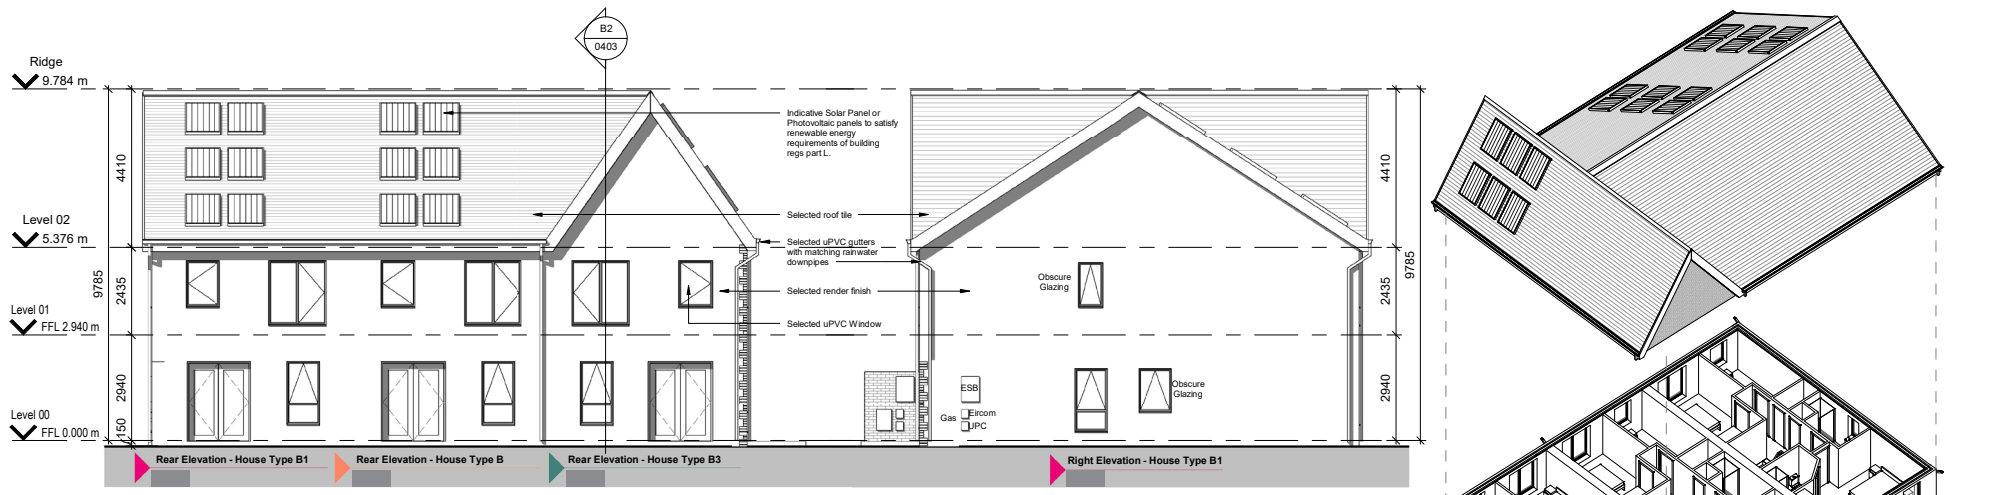 B2
0403
Ridge
9.784 m
Level 02
5.376 m
Level 01
FFL 2.940 m
Level 00
FFL 0.000 m
9785
4410
2435
2940
150
Indicative Solar Panel or
Photovoltaic panels to satisfy
renewable energy
requirements of building
regs part L.
Selected roof tile
Selected uPVC gutters
with matching rainwater
downpipes
Selected render finish
Selected uPVC Window
Obscure
Glazing
ESB
Gas
Eircom
UPC
Obscure
Glazing
4410
2435
2940
9785
Rear Elevation - House Type B1
Rear Elevation - House Type B
Rear Elevation - House Type B3
Right Elevation - House Type B1